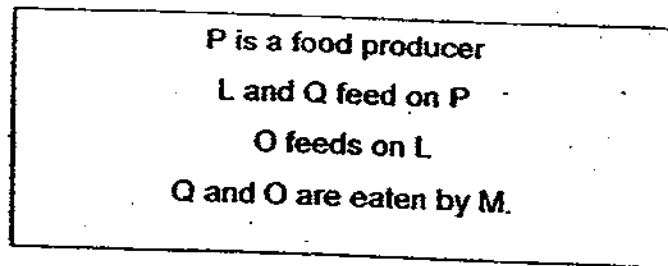 P is a food producer
L and Q feed on P
O feeds on L
Q and O are eaten by M.